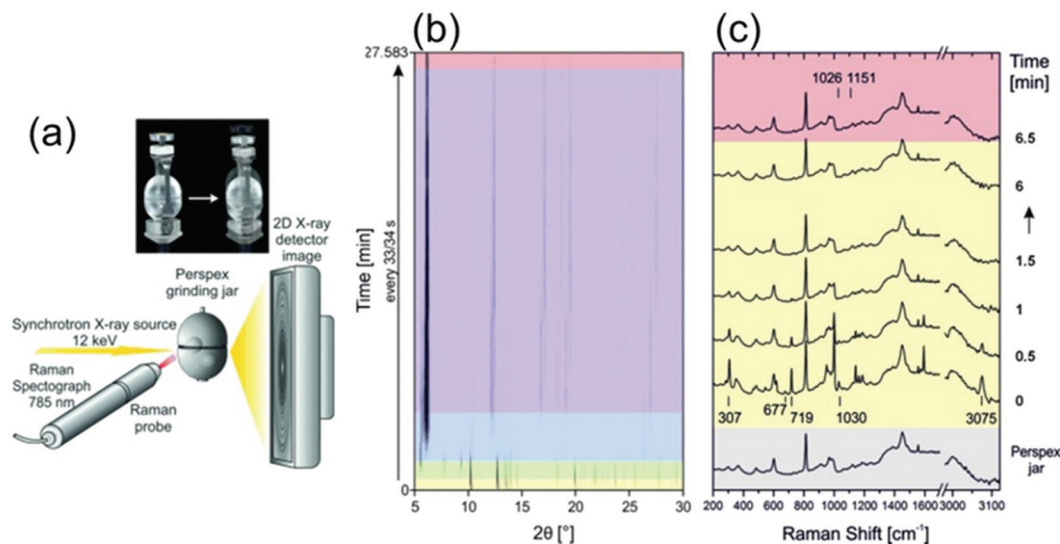 (a)
2D X-ray
detector
image
Perspex
grinding jar
Synchrotron X-ray source
12 keV
Raman
Spectograph
785 nm
Raman
probe
(b)
27.583
Time [min]
every 33/34 s
0
5 10 15 20 25 30
2θ [°]
(c)
Time
[min]
1026 1151
6.5
6
1.5
1
0.5
0
307 677 719 1030 3075
Perspex
jar
200 400 600 800 1000 1200 1400 1600 3000 3100
Raman Shift [cm⁻¹]